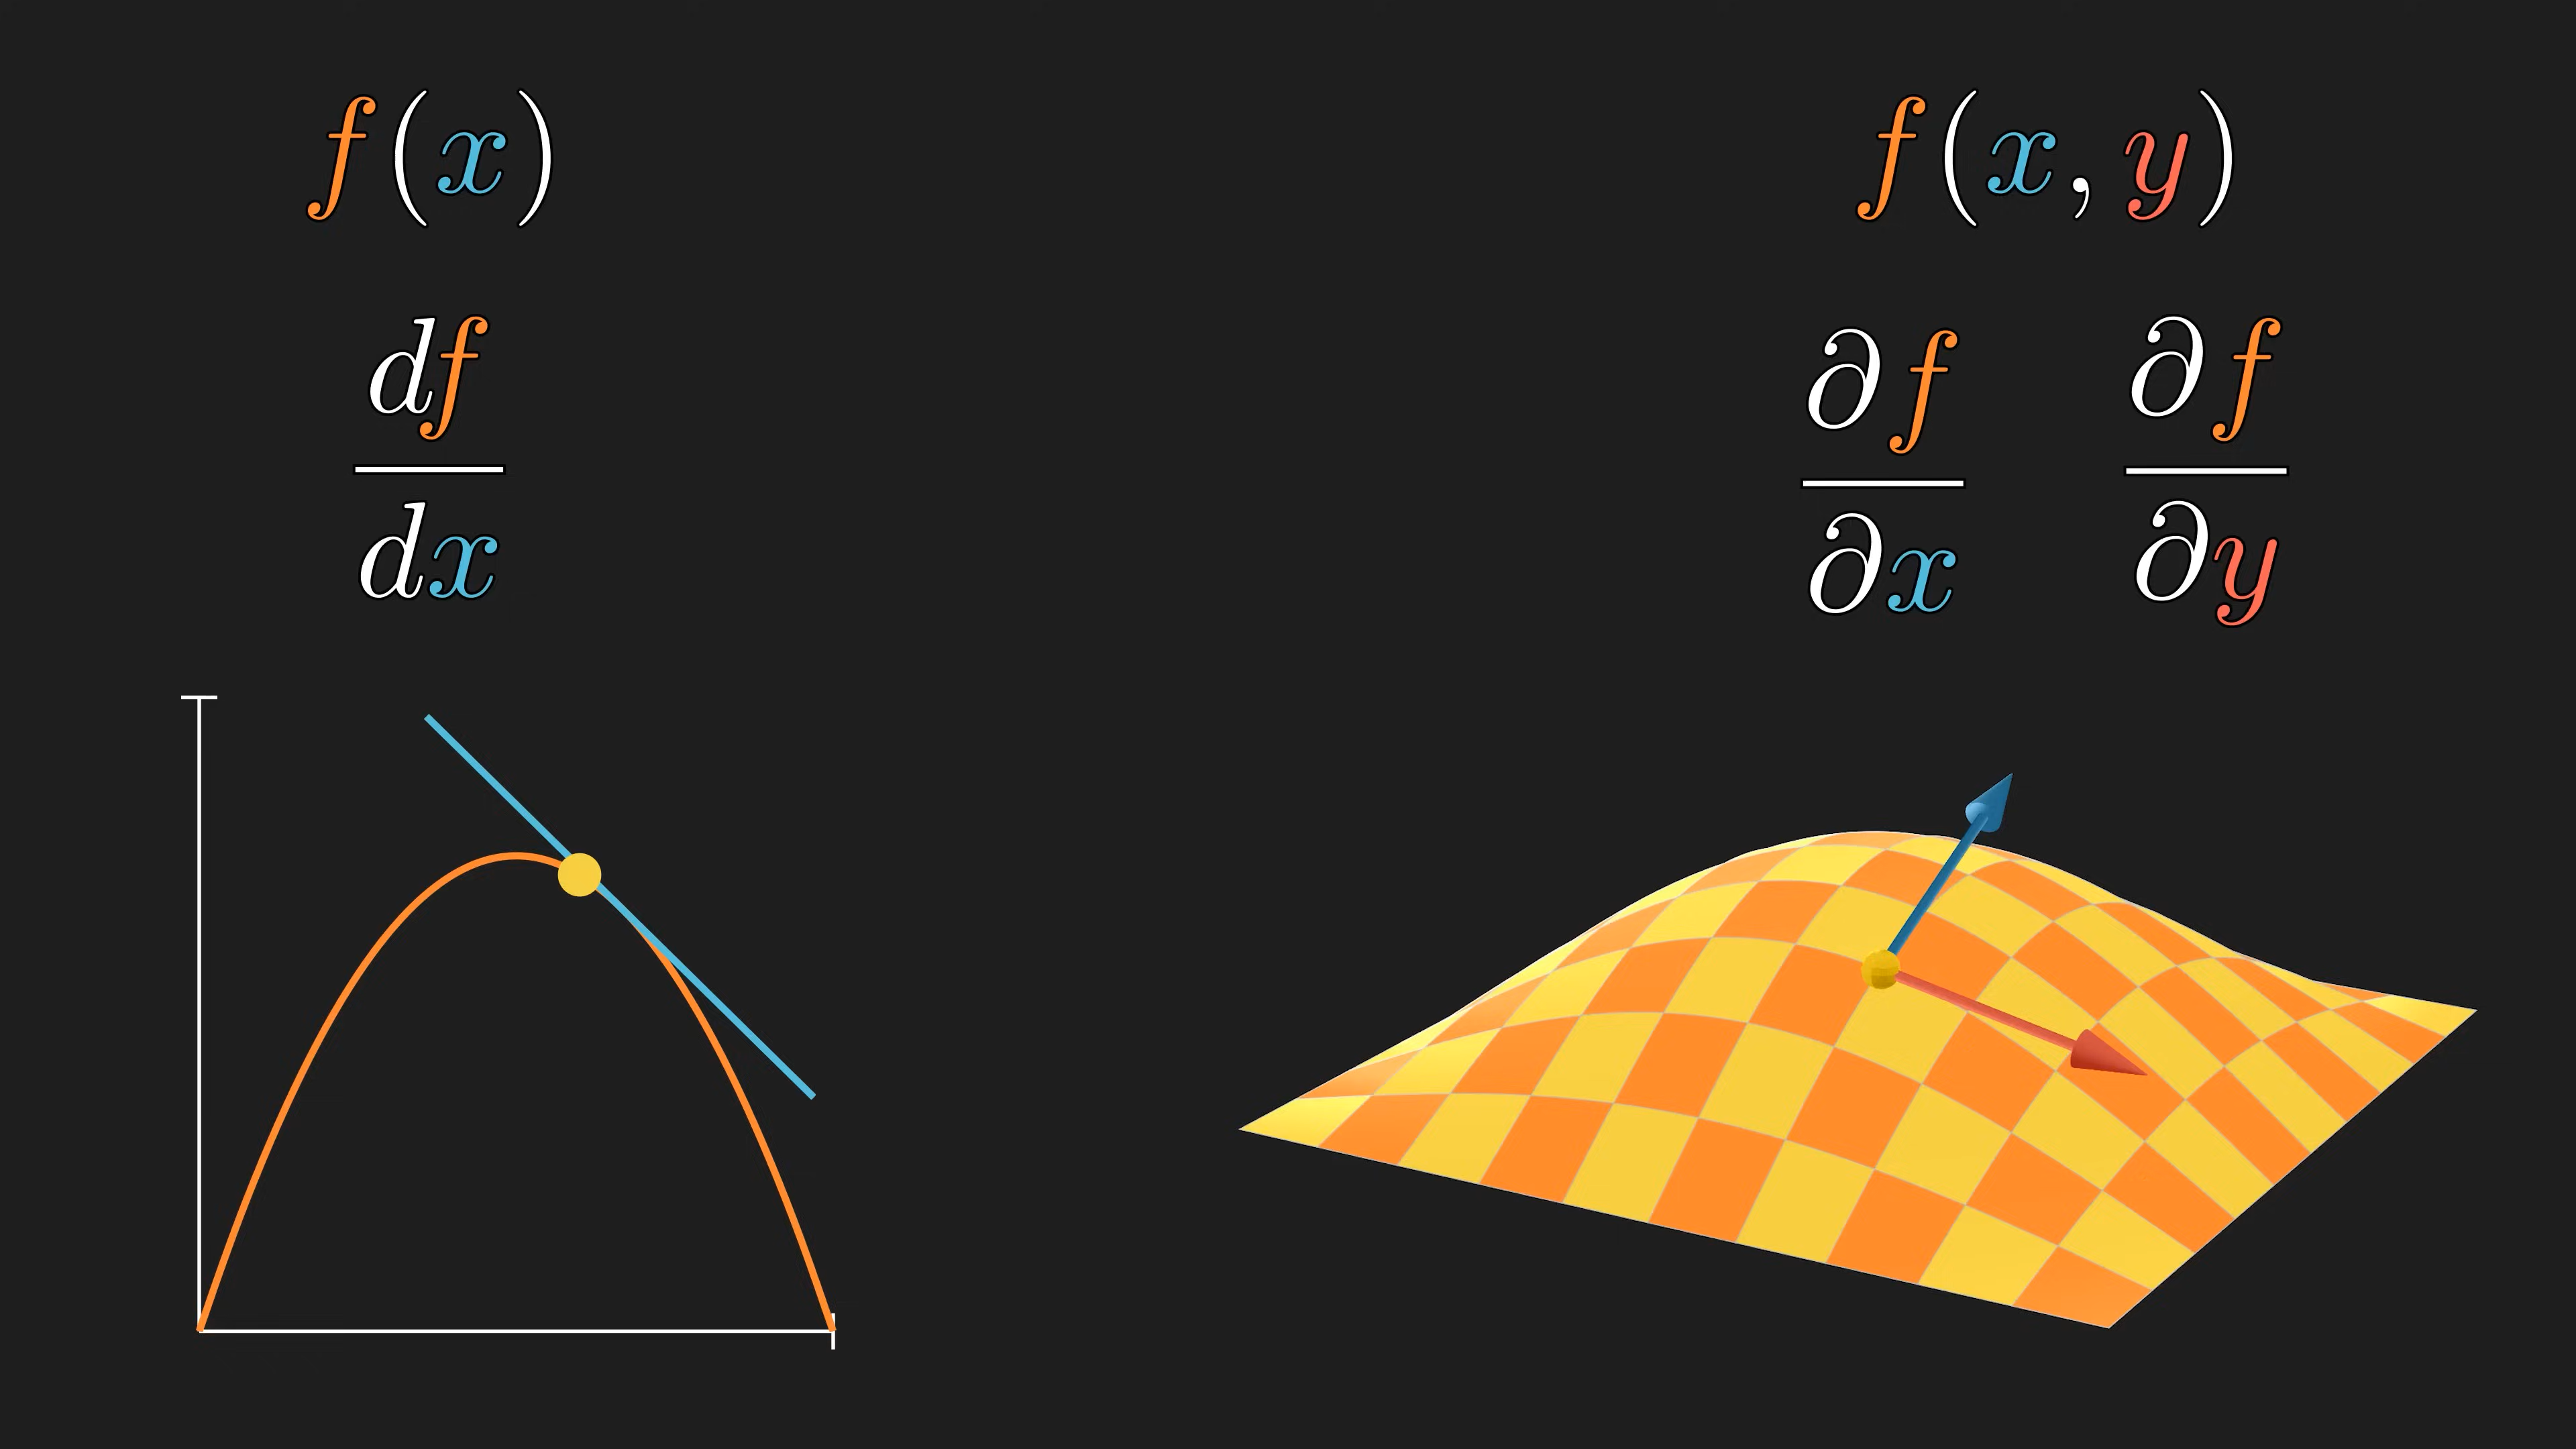 f(x)
df
dx
f(x, y)
∂f ∂f
∂x ∂y